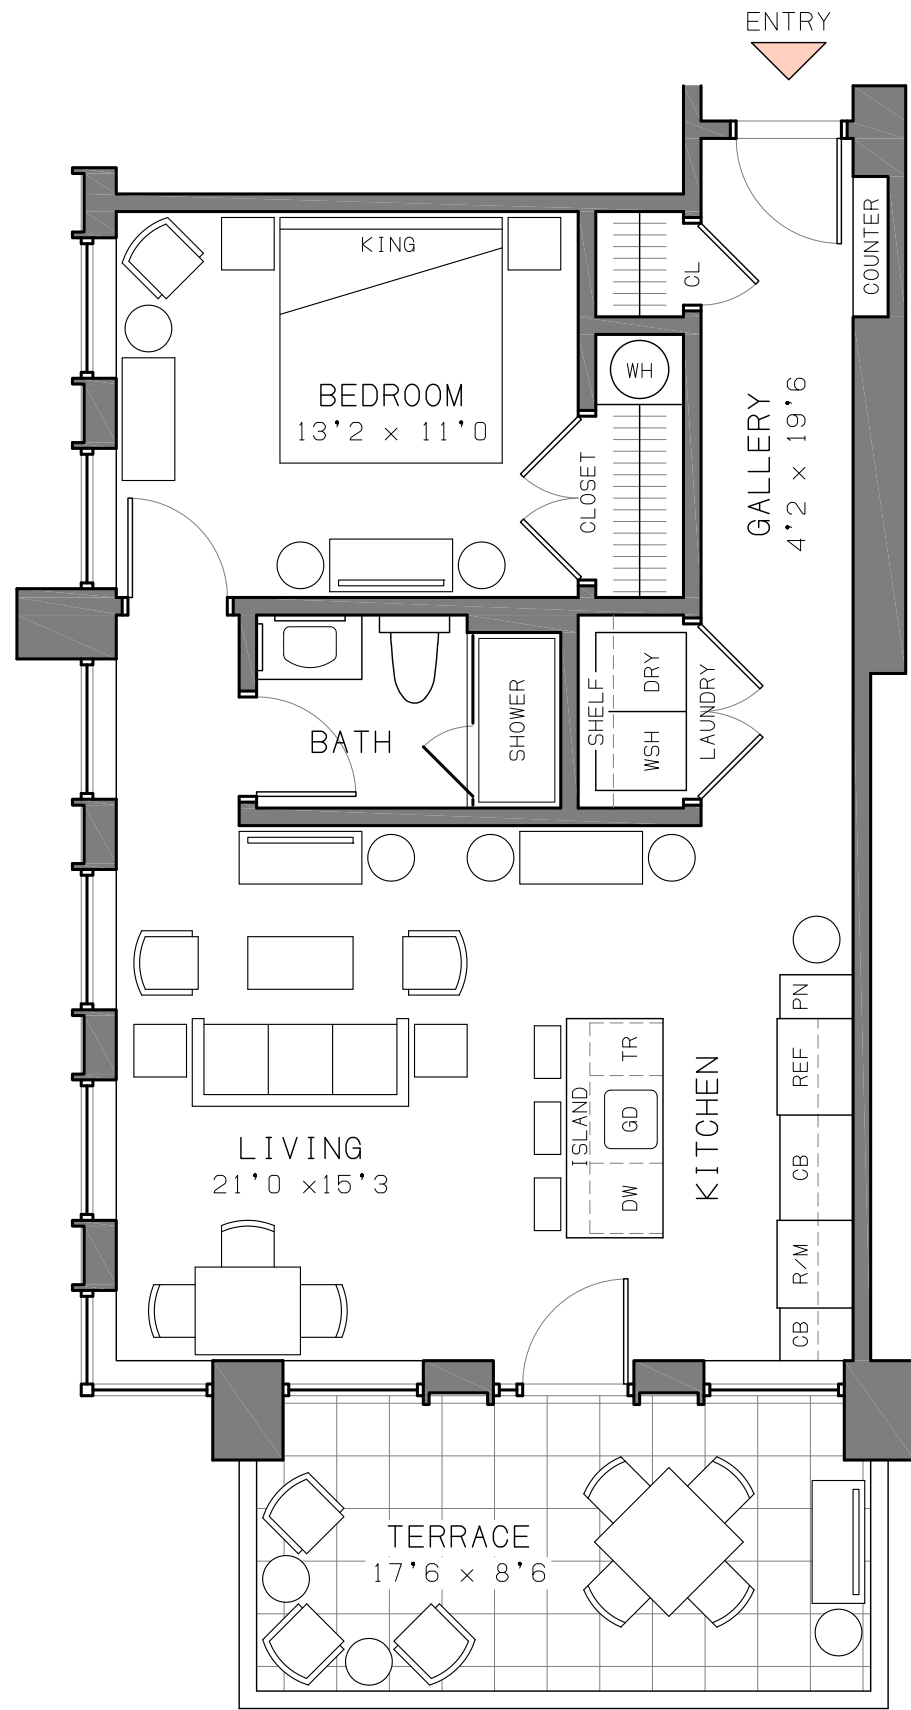 ENTRY
COUNTER
KING
CL
WH
BEDROOM
13'2 x 11'0
CLOSET
GALLERY
4'2 x 19'6
SHELF
DRY
WSH
LAUNDRY
SHOWER
BATH
PN
REF
CB
R/M
CB
TR
GD
DW
ISLAND
KITCHEN
LIVING
21'0 x15'3
TERRACE
17'6 x 8'6